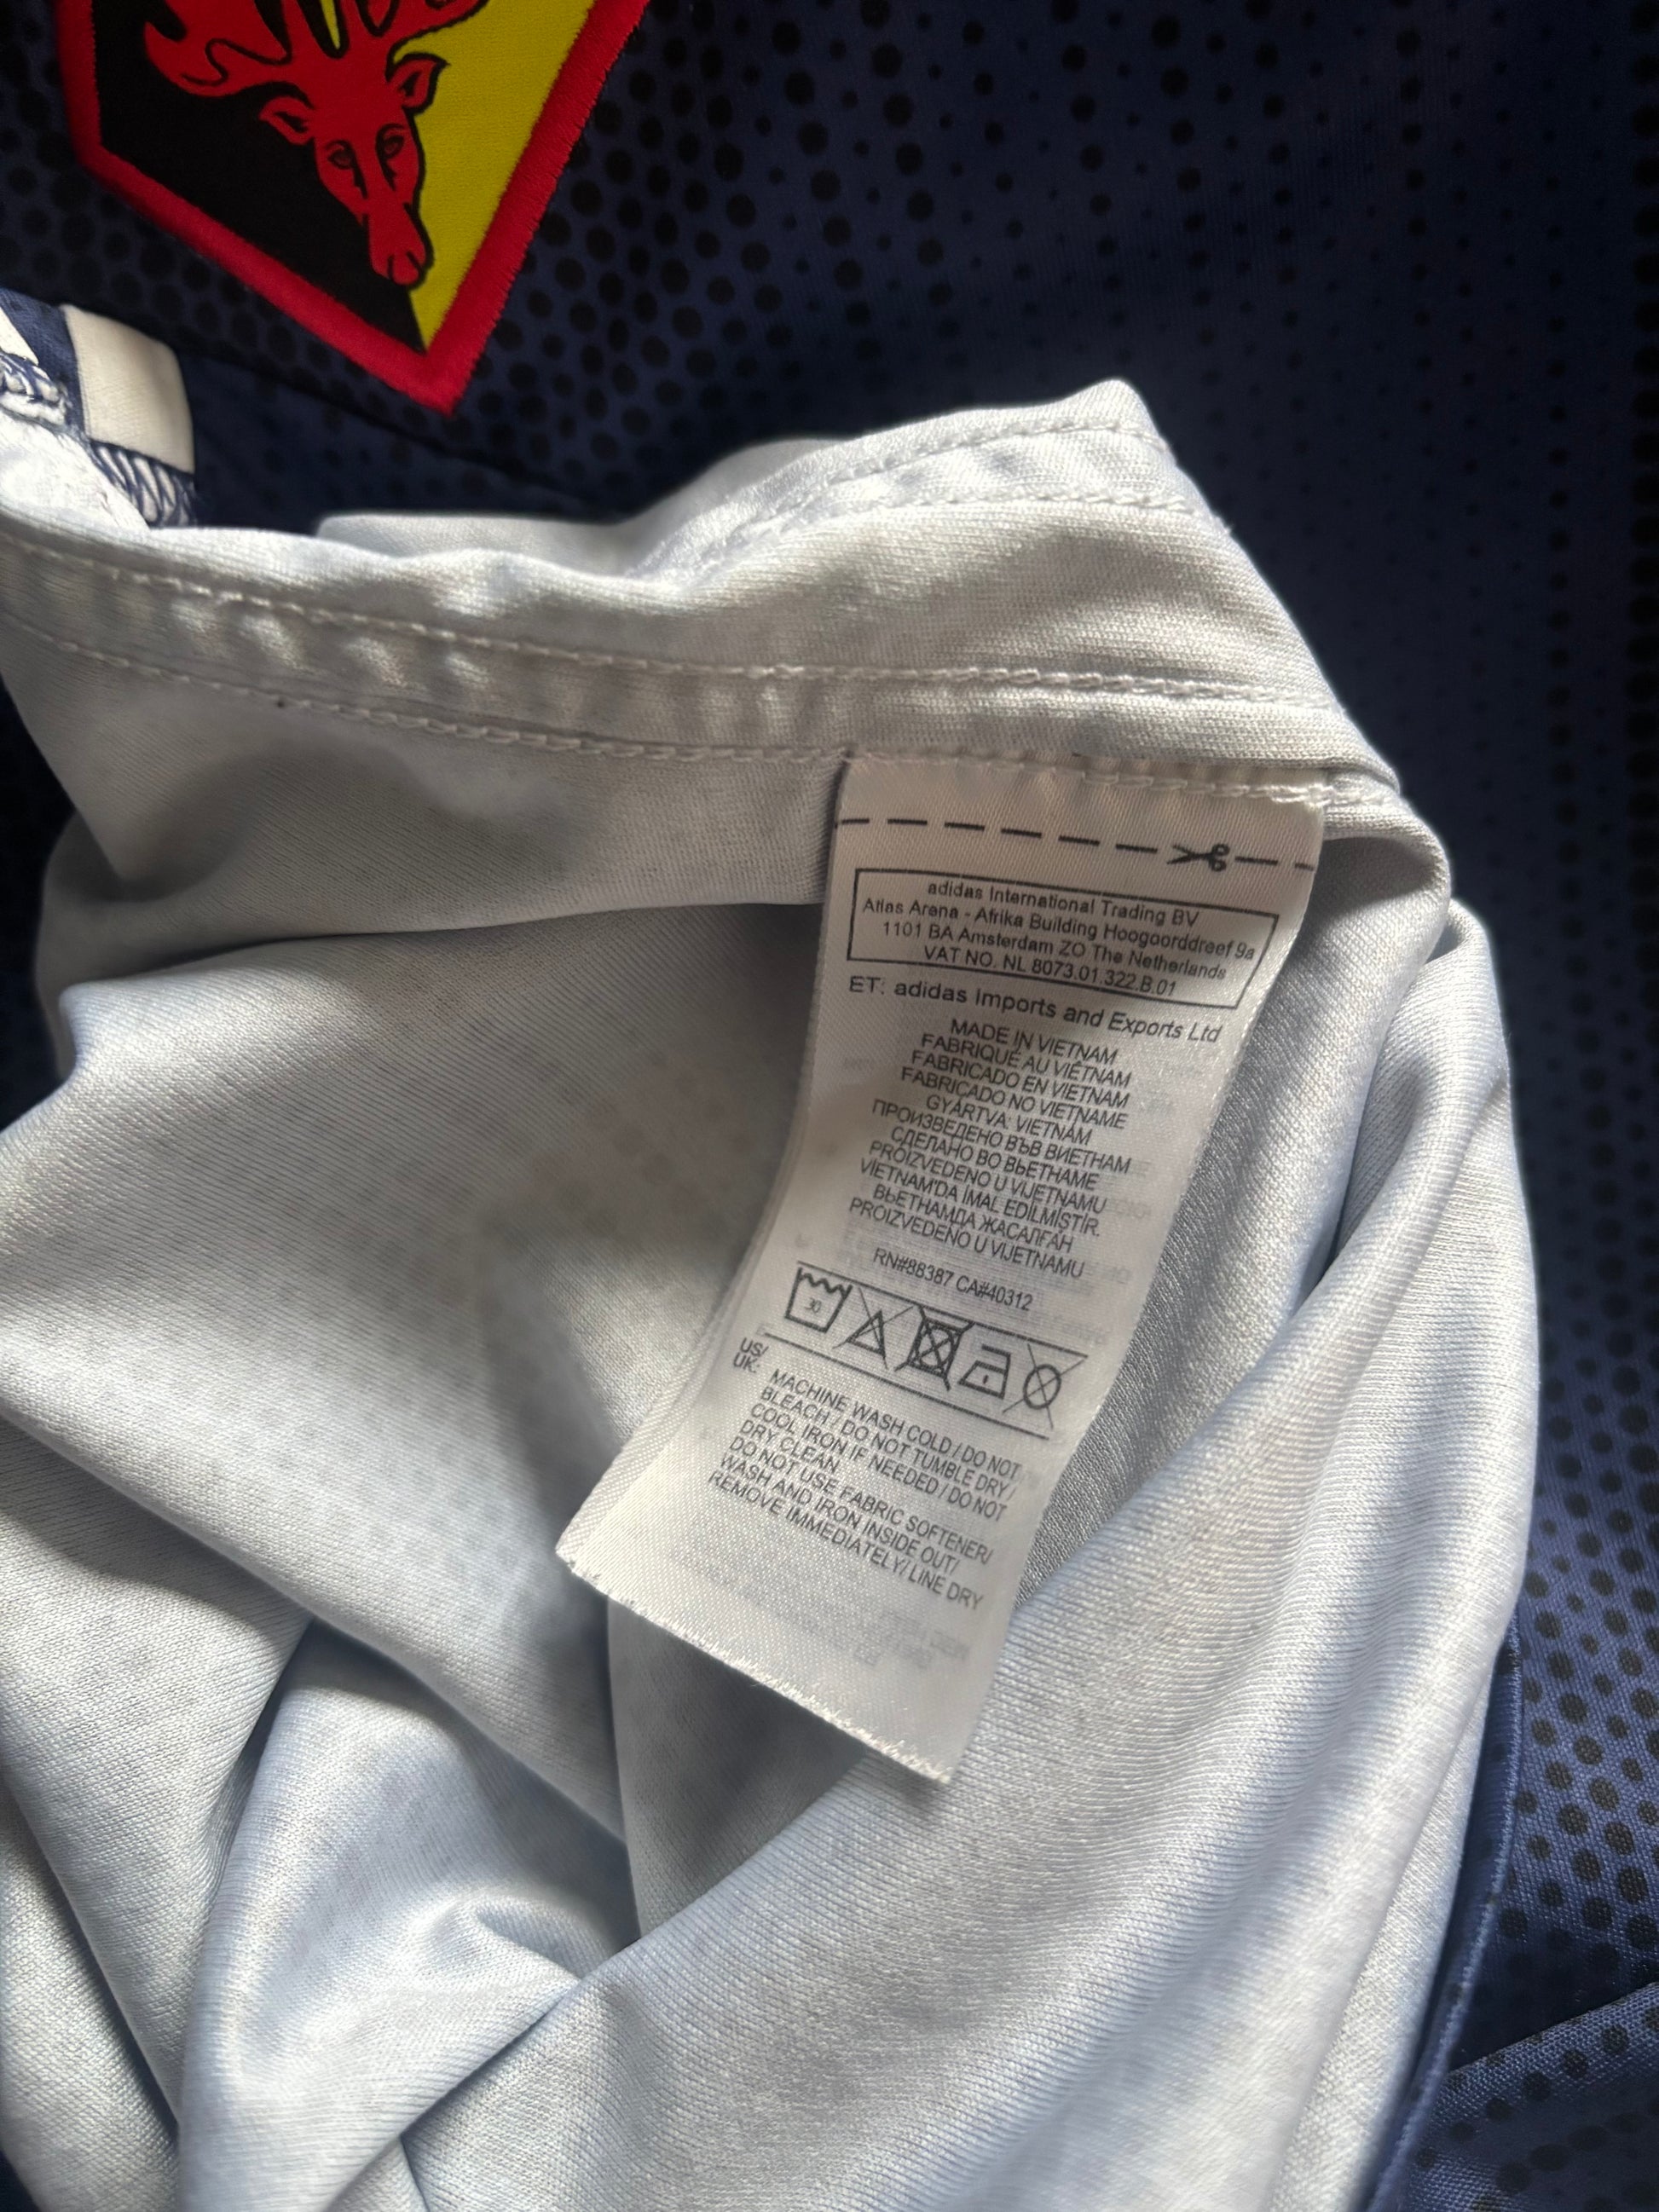 adidas International Trading BV
Atlas Arena - Afrika Building Hoogoorddreef 9a
1101 BA Amsterdam ZO The Netherlands
VAT NO. NL 8073.01.322.B.01
ET: adidas Imports and Exports Ltd
MADE IN VIETNAM
FABRIQUÉ AU VIÊTNAM
FABRICADO EN VIETNAM
FABRICADO NO VIETNAME
GYÁRTVA: VIETNÁM
ПРОИЗВЕДЕНО ВЪВ ВИЕТНАМ
СДЕЛАНО ВО ВЬЕТНАМЕ
PROIZVEDENO U VIJETNAMU
VİETNAM'DA İMAL EDİLMİŞTİR.
ВЬЕТНАМДА ЖАСАЛҒАН
PROIZVEDENO U VIJETNAMU
RN#88387 CA#40312
30
US/
UK:
MACHINE WASH COLD / DO NOT
BLEACH / DO NOT TUMBLE DRY /
COOL IRON IF NEEDED / DO NOT
DRY CLEAN
DO NOT USE FABRIC SOFTENER/
WASH AND IRON INSIDE OUT/
REMOVE IMMEDIATELY/ LINE DRY